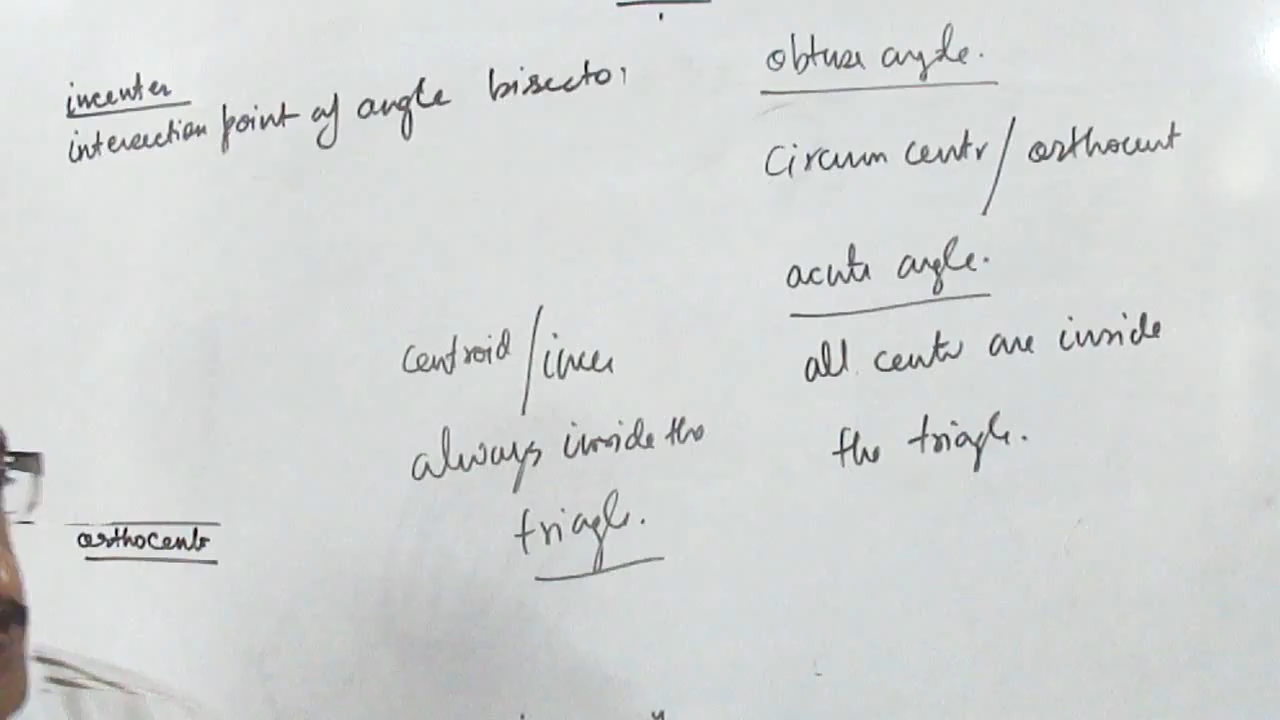 incenter
intersection point of angle bisector
obtuse angle.
Circum centr/orthocent
acute angle.
all centr are inside
the triagle.
centroid/incen
always inside the
triagle.
orthocentr